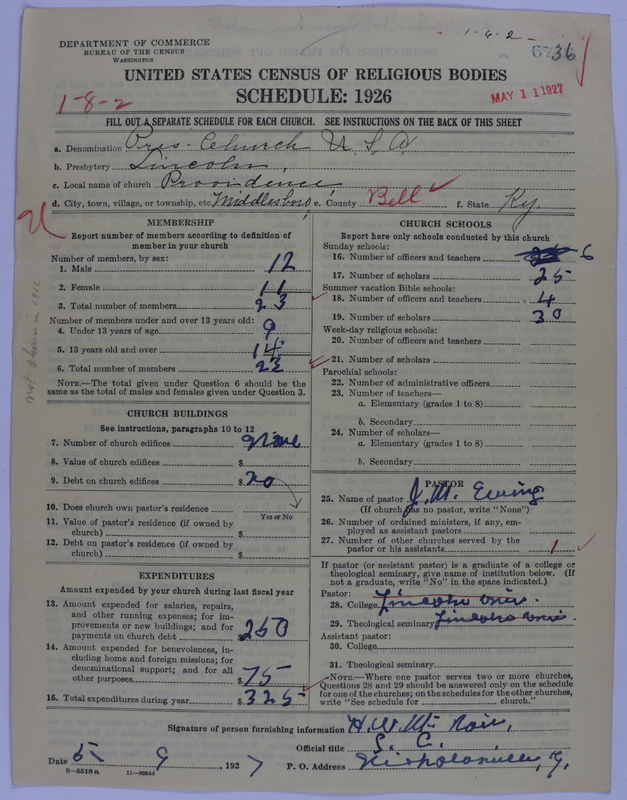 1-8-2
6736
DEPARTMENT OF COMMERCE
BUREAU OF THE CENSUS
WASHINGTON
UNITED STATES CENSUS OF RELIGIOUS BODIES
SCHEDULE: 1926
MAY 11 1927
1-8-2
FILL OUT A SEPARATE SCHEDULE FOR EACH CHURCH. SEE INSTRUCTIONS ON THE BACK OF THIS SHEET
a. Denomination Pres. Church U. S. A.
b. Presbytery Lincoln,
c. Local name of church Providence
d. City, town, village, or township, etc. Middlesboro, e. County Bell f. State Ky.
MEMBERSHIP
Report number of members according to definition of
member in your church
Number of members, by sex:
1. Male 12
2. Female 11
3. Total number of members 23
Number of members under and over 13 years old:
4. Under 13 years of age 9
5. 13 years old and over 14
6. Total number of members 23
NOTE.—The total given under Question 6 should be the
same as the total of males and females given under Question 3.
CHURCH BUILDINGS
See instructions, paragraphs 10 to 12
7. Number of church edifices None
8. Value of church edifices $
9. Debt on church edifices $ no
10. Does church own pastor's residence
Yes or No
11. Value of pastor's residence (if owned by
church) $
12. Debt on pastor's residence (if owned by
church) $
EXPENDITURES
Amount expended by your church during last fiscal year
13. Amount expended for salaries, repairs,
and other running expenses; for im-
provements or new buildings; and for
payments on church debt $ 250
14. Amount expended for benevolences, in-
cluding home and foreign missions; for
denominational support; and for all
other purposes $ 75
15. Total expenditures during year $ 325
CHURCH SCHOOLS
Report here only schools conducted by this church
Sunday schools:
16. Number of officers and teachers 6
17. Number of scholars 25
Summer vacation Bible schools:
18. Number of officers and teachers 4
19. Number of scholars 30
Week-day religious schools:
20. Number of officers and teachers
21. Number of scholars
Parochial schools:
22. Number of administrative officers
23. Number of teachers—
a. Elementary (grades 1 to 8)
b. Secondary
24. Number of scholars—
a. Elementary (grades 1 to 8)
b. Secondary
PASTOR
25. Name of pastor J. M. Ewing
(If church has no pastor, write "None")
26. Number of ordained ministers, if any, em-
ployed as assistant pastors
27. Number of other churches served by the
pastor or his assistants 1
If pastor (or assistant pastor) is a graduate of a college or
theological seminary, give name of institution below. (If
not a graduate, write "No" in the space indicated.)
Pastor:
28. College Lincoln Univ.
29. Theological seminary Lincoln Univ.
Assistant pastor:
30. College
31. Theological seminary
NOTE.—Where one pastor serves two or more churches,
Questions 28 and 29 should be answered only on the schedule
for one of the churches; on the schedules for the other churches,
write "See schedule for church."
Signature of person furnishing information H. W. McNair,
Official title S. C.,
Date 5 9, 1927 P. O. Address Nicholasville, Ky.
8—5518a 11—9684d